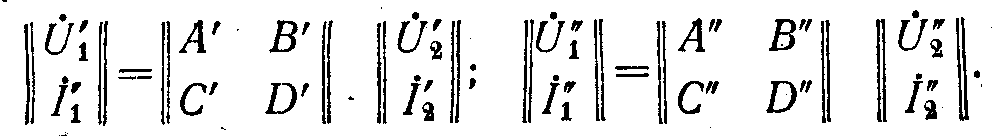 ‖U̇′₁‖=‖A′ B′‖ ‖U̇′₂‖; ‖U̇″₁‖=‖A″ B″‖ ‖U̇″₂‖
‖İ′₁‖ ‖C′ D′‖ ‖İ′₂‖ ‖İ″₁‖ ‖C″ D″‖ ‖İ″₂‖.